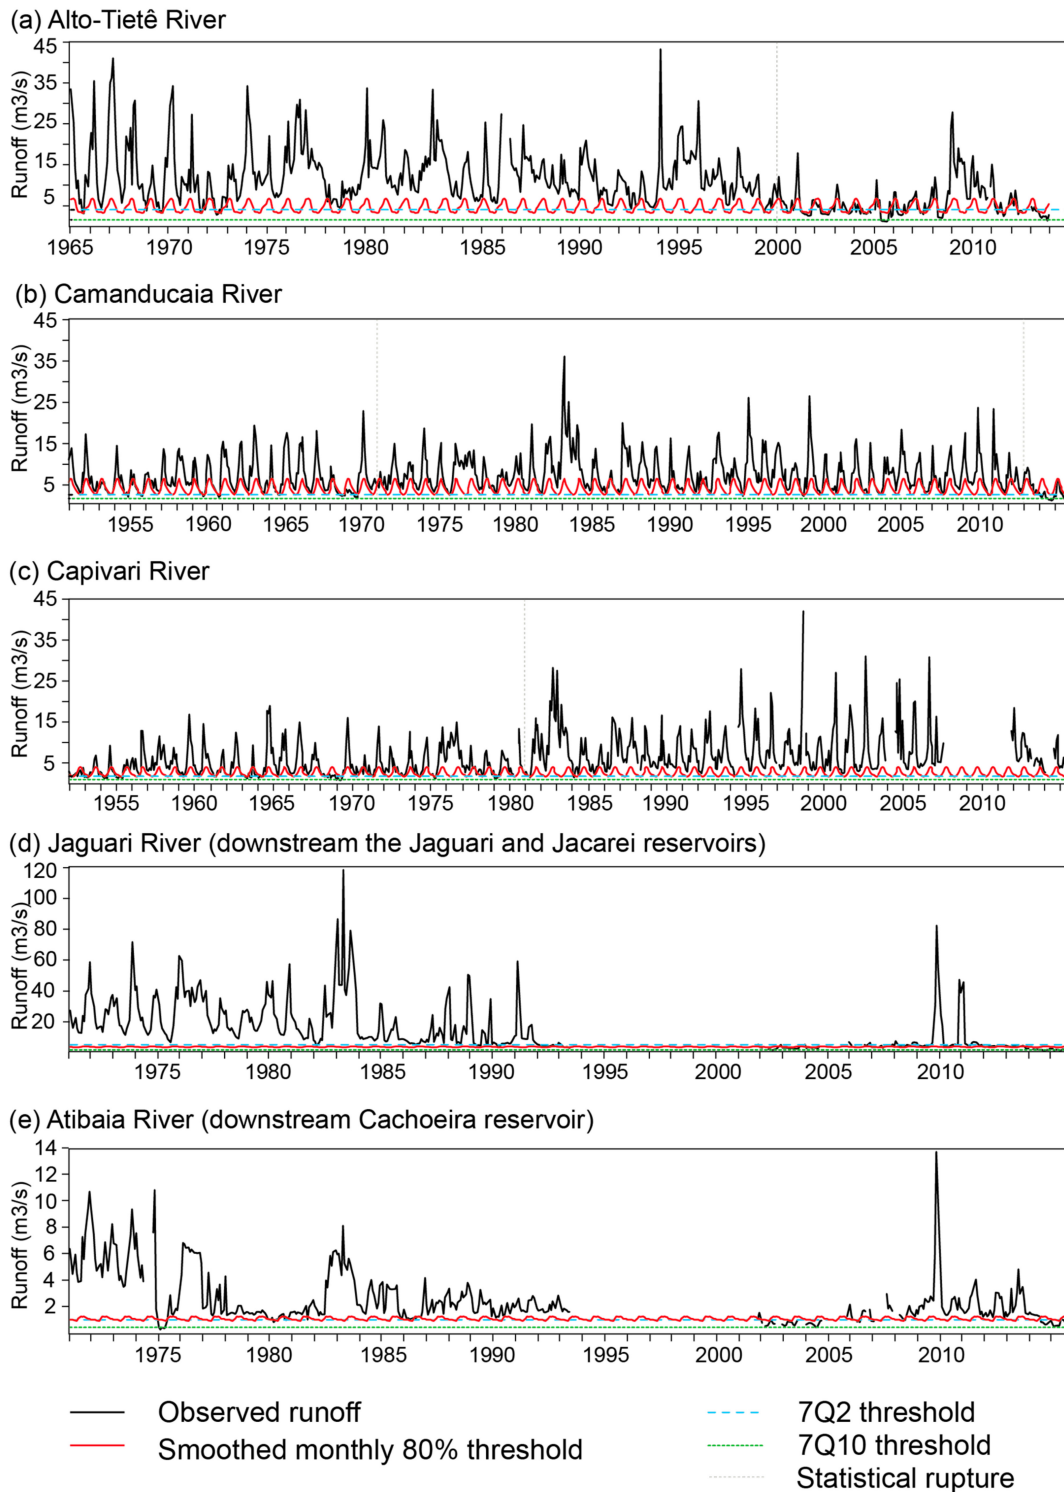 (a) Alto-Tietê River
Runoff (m3/s)
45
35
25
15
5
1965 1970 1975 1980 1985 1990 1995 2000 2005 2010
(b) Camanducaia River
Runoff (m3/s)
45
35
25
15
5
1955 1960 1965 1970 1975 1980 1985 1990 1995 2000 2005 2010
(c) Capivari River
Runoff (m3/s)
45
35
25
15
5
1955 1960 1965 1970 1975 1980 1985 1990 1995 2000 2005 2010
(d) Jaguari River (downstream the Jaguari and Jacarei reservoirs)
Runoff (m3/s)
120
100
80
60
40
20
1975 1980 1985 1990 1995 2000 2005 2010
(e) Atibaia River (downstream Cachoeira reservoir)
Runoff (m3/s)
14
12
10
8
6
4
2
1975 1980 1985 1990 1995 2000 2005 2010
Observed runoff
Smoothed monthly 80% threshold
7Q2 threshold
7Q10 threshold
Statistical rupture